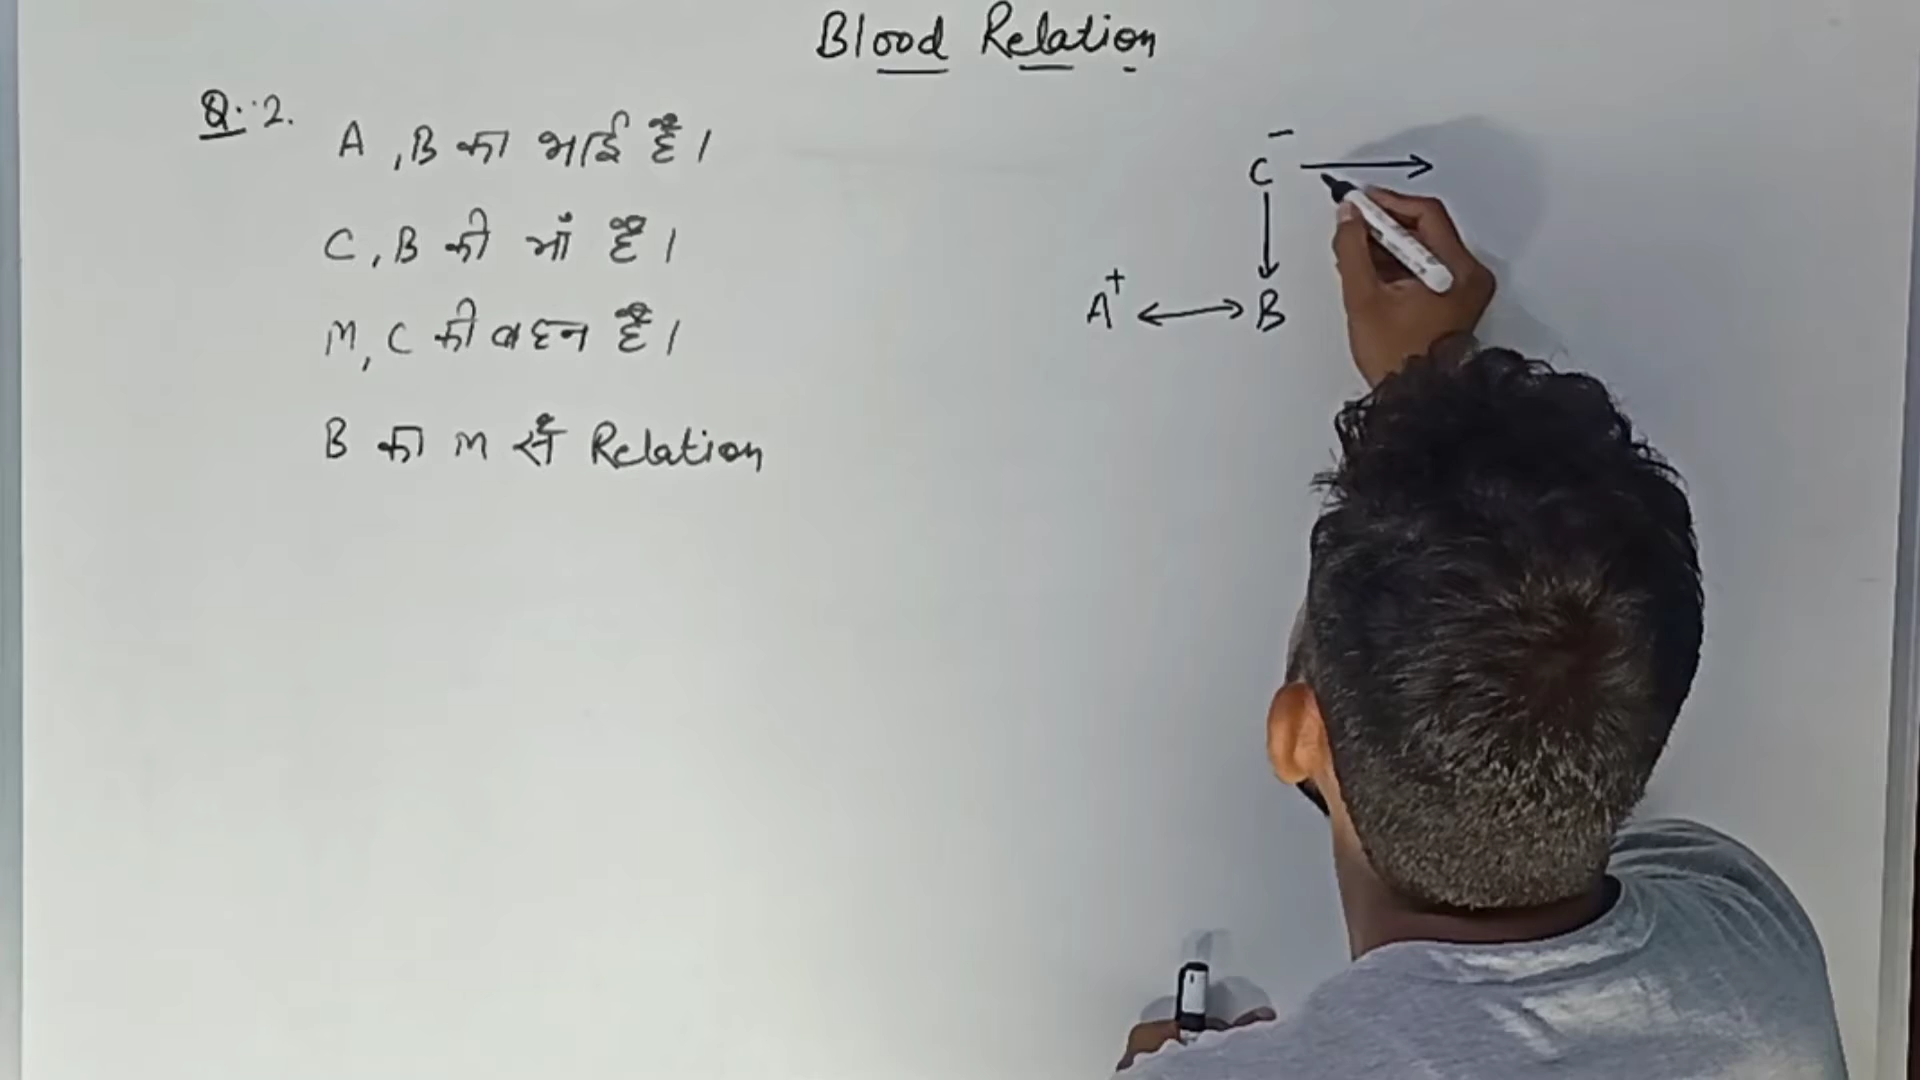 Blood Relation
Q.:2.
A ,B का भाई हैं।
C ,B की माँ हैं।
M, C की बहन हैं।
B का M से Relation
C –
A+ ↔ B